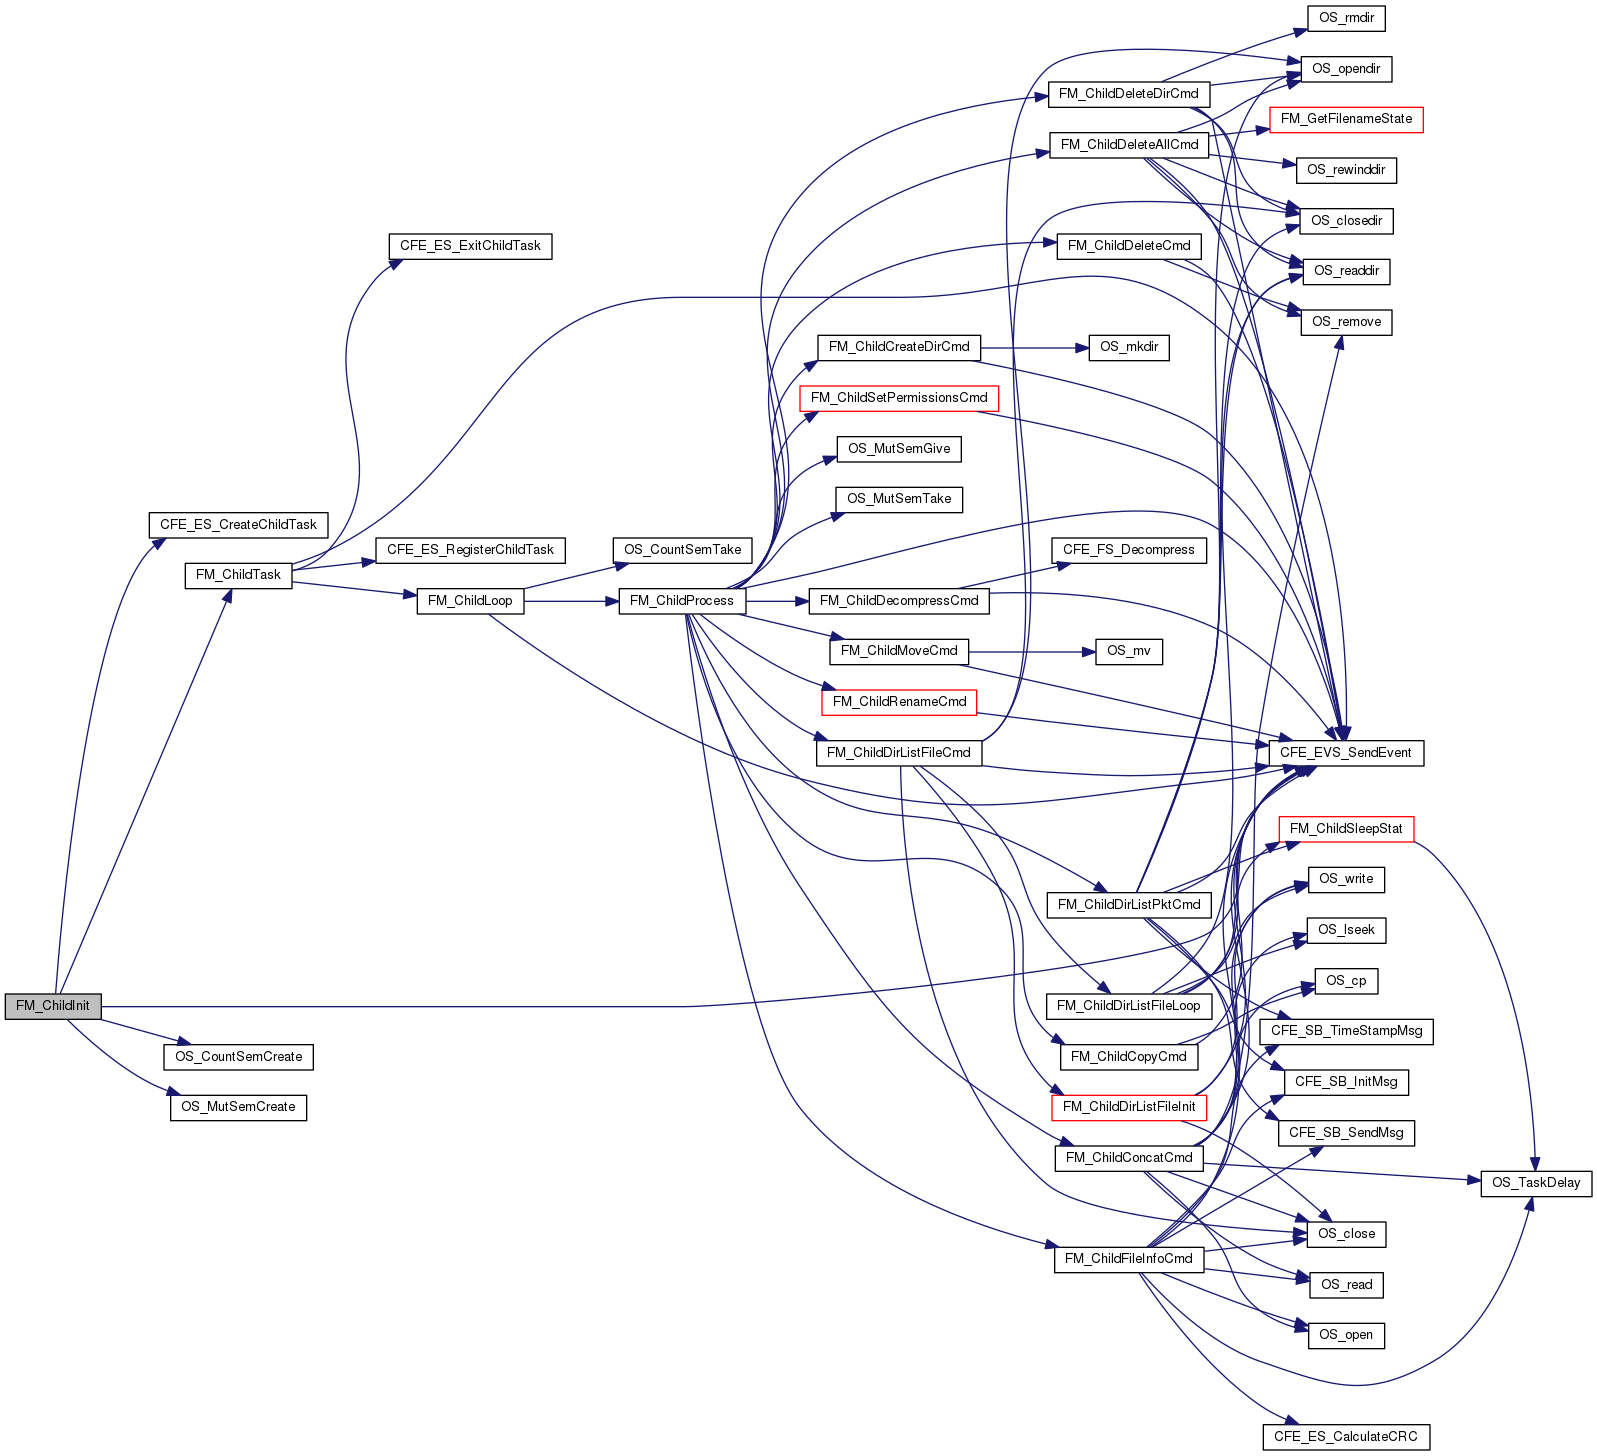 OS_rmdir
OS_opendir
FM_ChildDeleteDirCmd
FM_GetFilenameState
FM_ChildDeleteAllCmd
OS_rewinddir
OS_closedir
CFE_ES_ExitChildTask
FM_ChildDeleteCmd
OS_readdir
OS_remove
FM_ChildCreateDirCmd
OS_mkdir
FM_ChildSetPermissionsCmd
OS_MutSemGive
OS_MutSemTake
CFE_ES_CreateChildTask
CFE_ES_RegisterChildTask
OS_CountSemTake
CFE_FS_Decompress
FM_ChildTask
FM_ChildLoop
FM_ChildProcess
FM_ChildDecompressCmd
FM_ChildMoveCmd
OS_mv
FM_ChildRenameCmd
FM_ChildDirListFileCmd
CFE_EVS_SendEvent
FM_ChildSleepStat
OS_write
FM_ChildDirListPktCmd
OS_lseek
OS_cp
FM_ChildInit
FM_ChildDirListFileLoop
CFE_SB_TimeStampMsg
OS_CountSemCreate
FM_ChildCopyCmd
CFE_SB_InitMsg
OS_MutSemCreate
FM_ChildDirListFileInit
CFE_SB_SendMsg
FM_ChildConcatCmd
OS_TaskDelay
OS_close
FM_ChildFileInfoCmd
OS_read
OS_open
CFE_ES_CalculateCRC